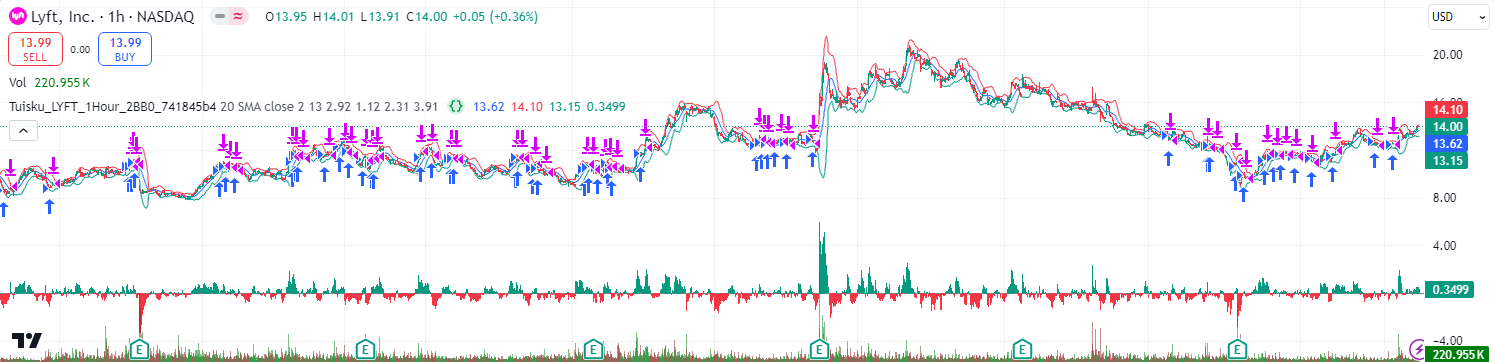 Lyft, Inc. · 1h · NASDAQ O13.95 H14.01 L13.91 C14.00 +0.05 (+0.36%)
USD
13.99
SELL
0.00
13.99
BUY
Vol 220.955 K
Tuisku_LYFT_1Hour_2BB0_741845b4 20 SMA close 2 13 2.92 1.12 2.31 3.91 {} 13.62 14.10 13.15 0.3499
20.00
14.10
14.00
13.62
13.15
8.00
4.00
0.3499
−4.00
220.955 K
E
E
E
E
E
E